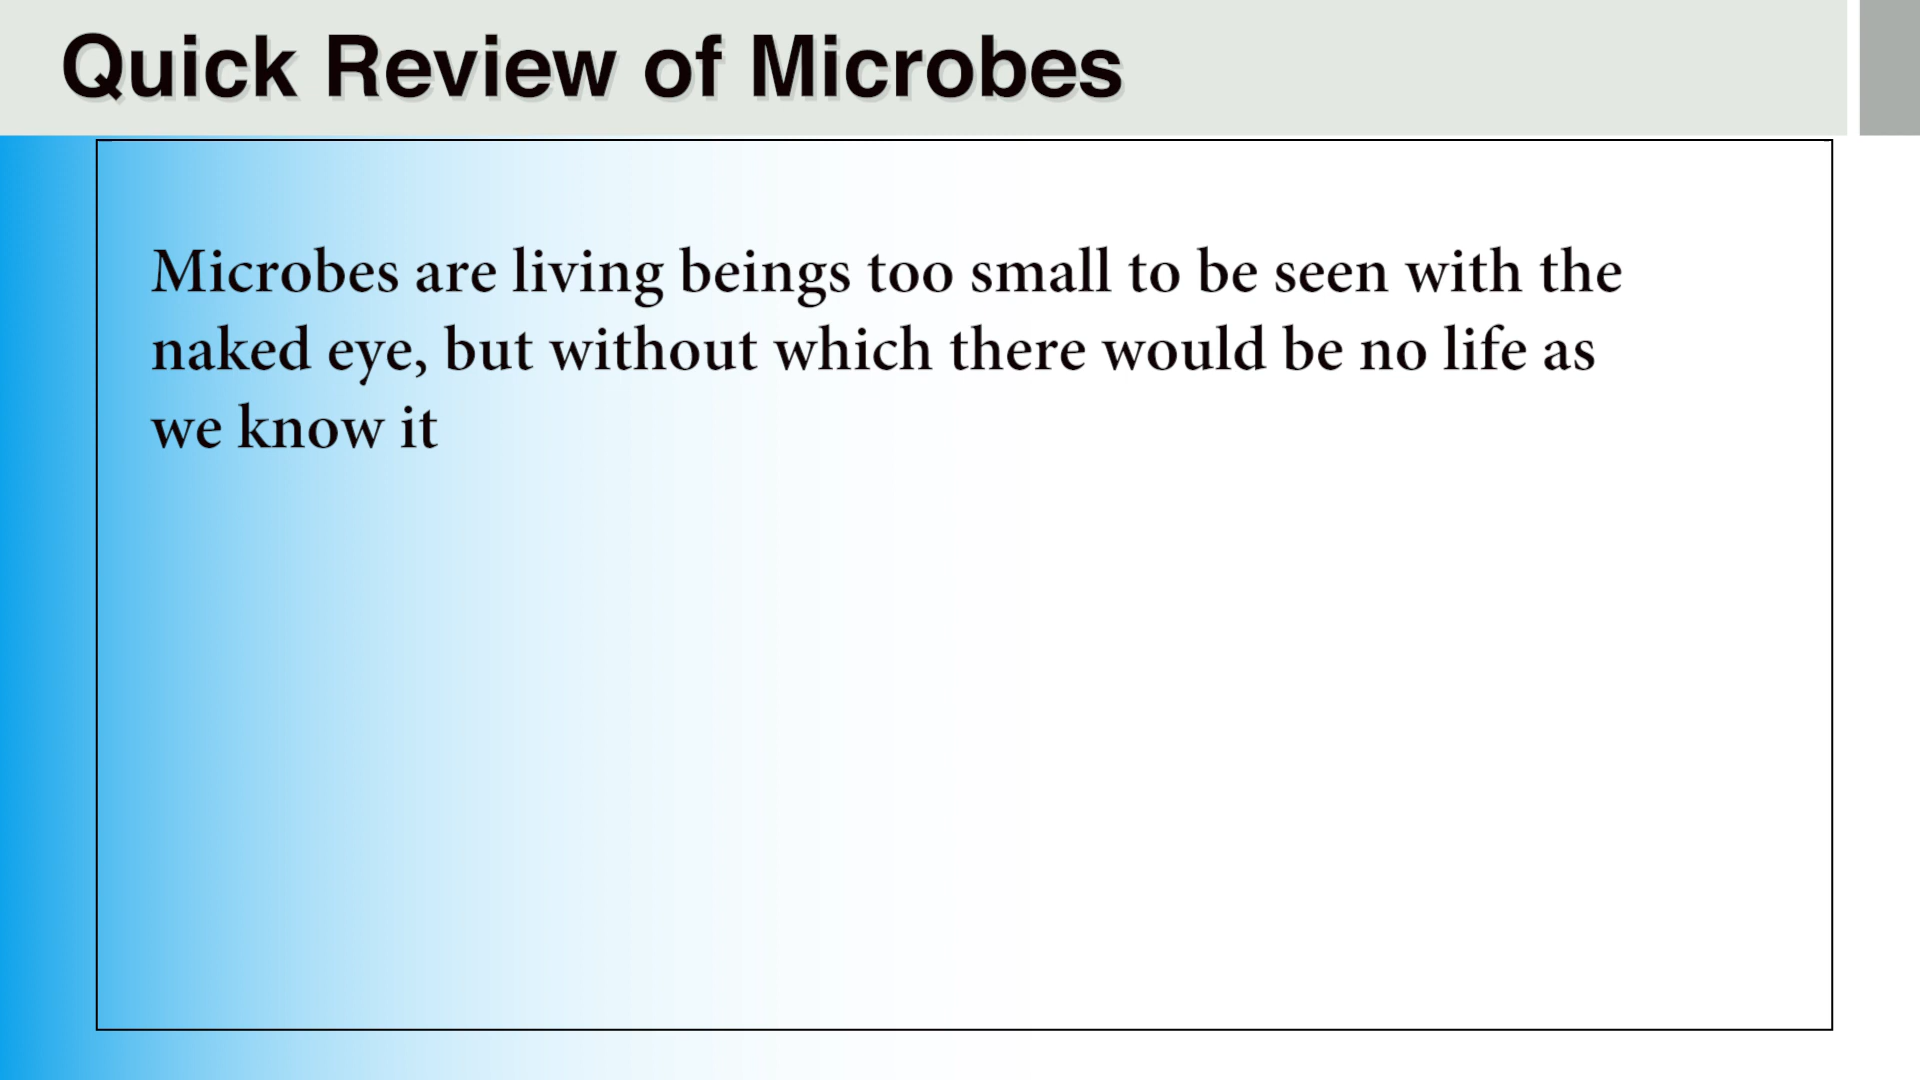 Quick Review of Microbes
Microbes are living beings too small to be seen with the
naked eye, but without which there would be no life as
we know it